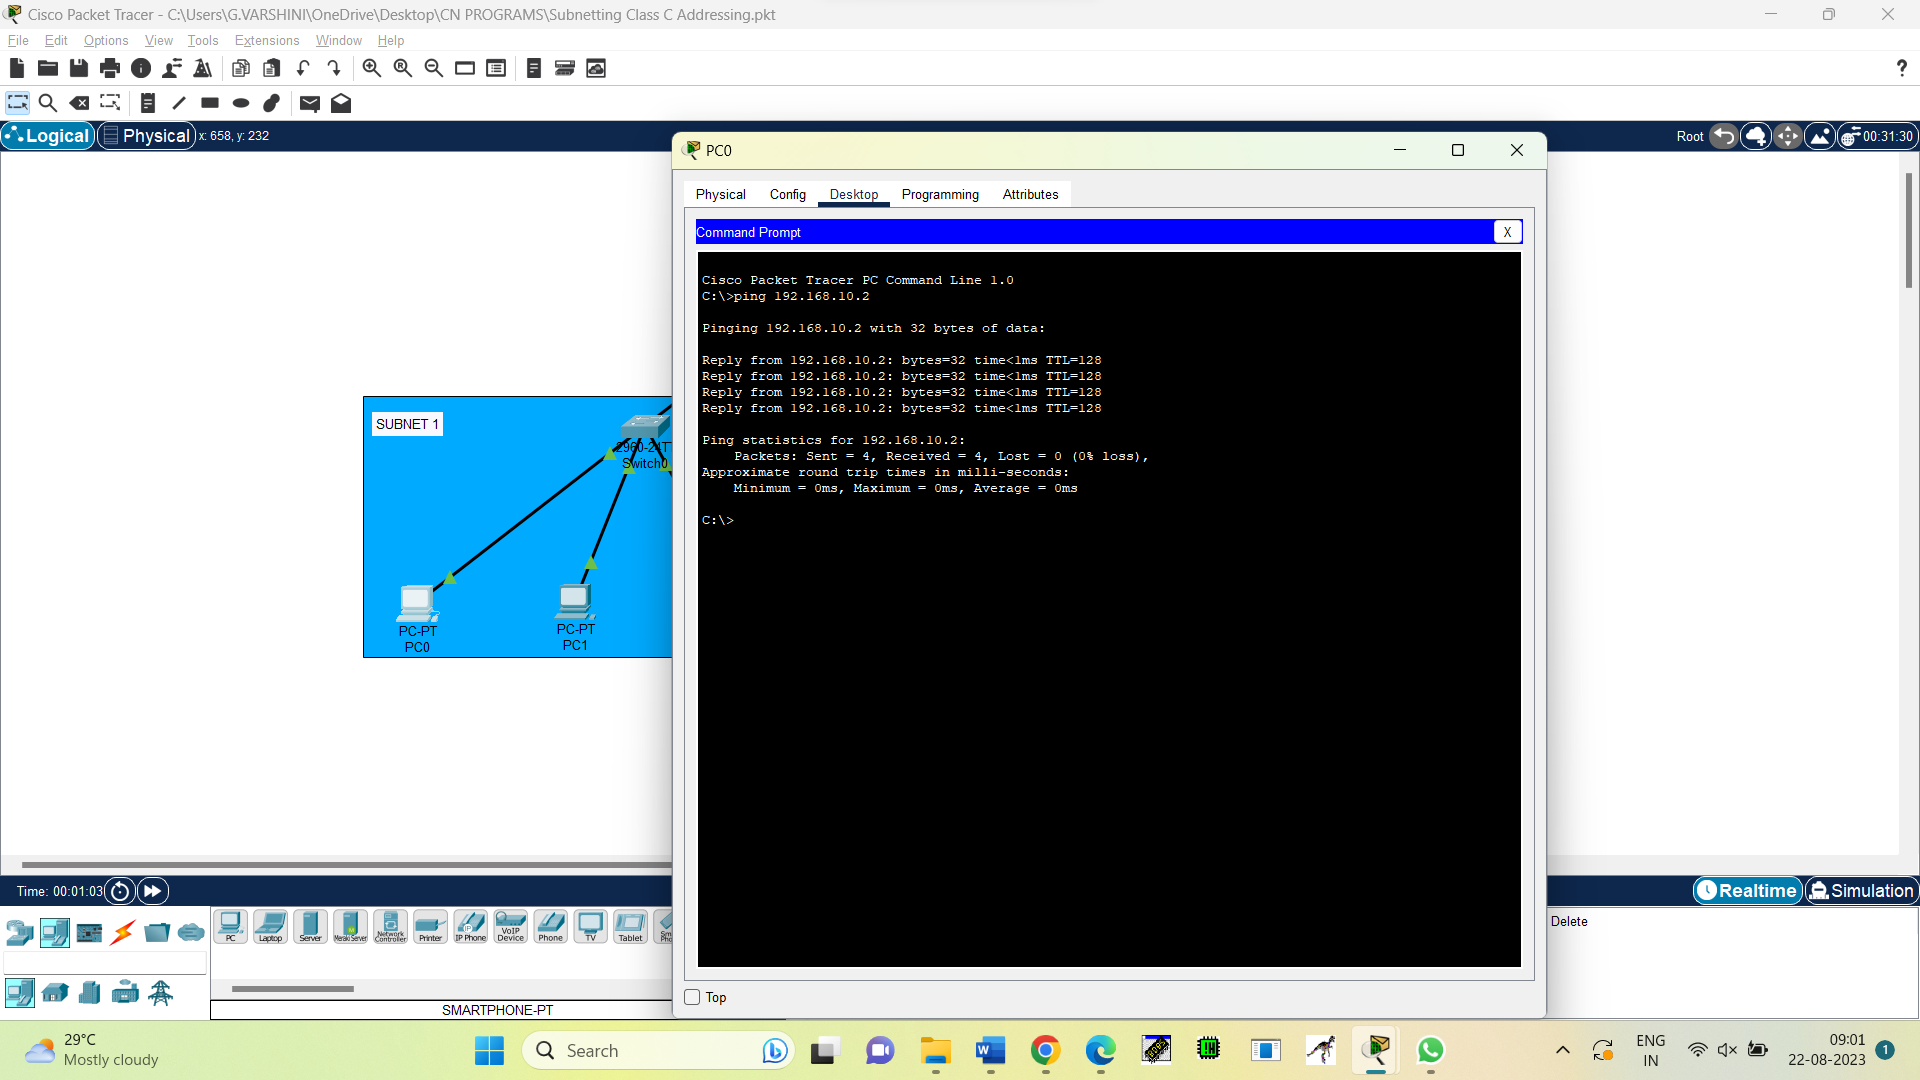 Cisco Packet Tracer - C:\Users\G.VARSHINI\OneDrive\Desktop\CN PROGRAMS\Subnetting Class C Addressing.pkt
File Edit Options View Tools Extensions Window Help
?
Logical Physical x: 658, y: 232
Root 00:31:30
PC0
Physical Config Desktop Programming Attributes
Command Prompt
X
Cisco Packet Tracer PC Command Line 1.0
C:\>ping 192.168.10.2
Pinging 192.168.10.2 with 32 bytes of data:
Reply from 192.168.10.2: bytes=32 time<1ms TTL=128
Reply from 192.168.10.2: bytes=32 time<1ms TTL=128
Reply from 192.168.10.2: bytes=32 time<1ms TTL=128
Reply from 192.168.10.2: bytes=32 time<1ms TTL=128
Ping statistics for 192.168.10.2:
Packets: Sent = 4, Received = 4, Lost = 0 (0% loss),
Approximate round trip times in milli-seconds:
Minimum = 0ms, Maximum = 0ms, Average = 0ms
C:\>
Top
SUBNET 1
2960-24T
Switch0
PC-PT
PC0
PC-PT
PC1
Time: 00:01:03
Realtime Simulation
PC Laptop Server Meraki Server Network Controller Printer IP Phone VoIP Device Phone TV Tablet
SMARTPHONE-PT
Delete
29°C
Mostly cloudy
Search
ENG
IN
09:01
22-08-2023
1